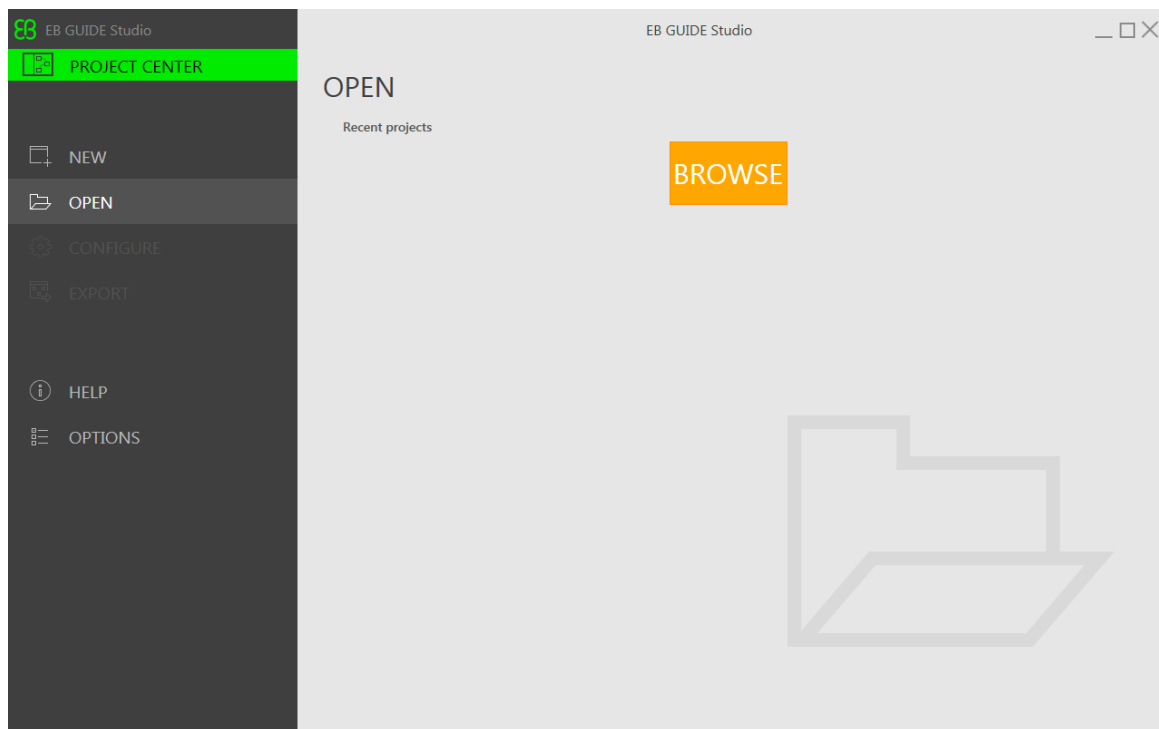 EB GUIDE Studio
EB GUIDE Studio
PROJECT CENTER
NEW
OPEN
CONFIGURE
EXPORT
HELP
OPTIONS
OPEN
Recent projects
BROWSE